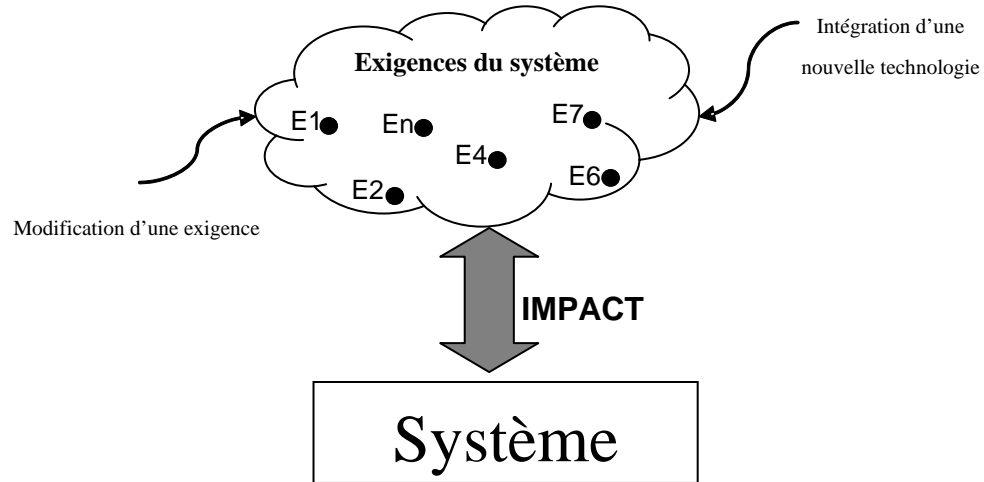 Intégration d’une
nouvelle technologie
Exigences du système
E1
En
E7
E4
E2
E6
Modification d’une exigence
IMPACT
Système